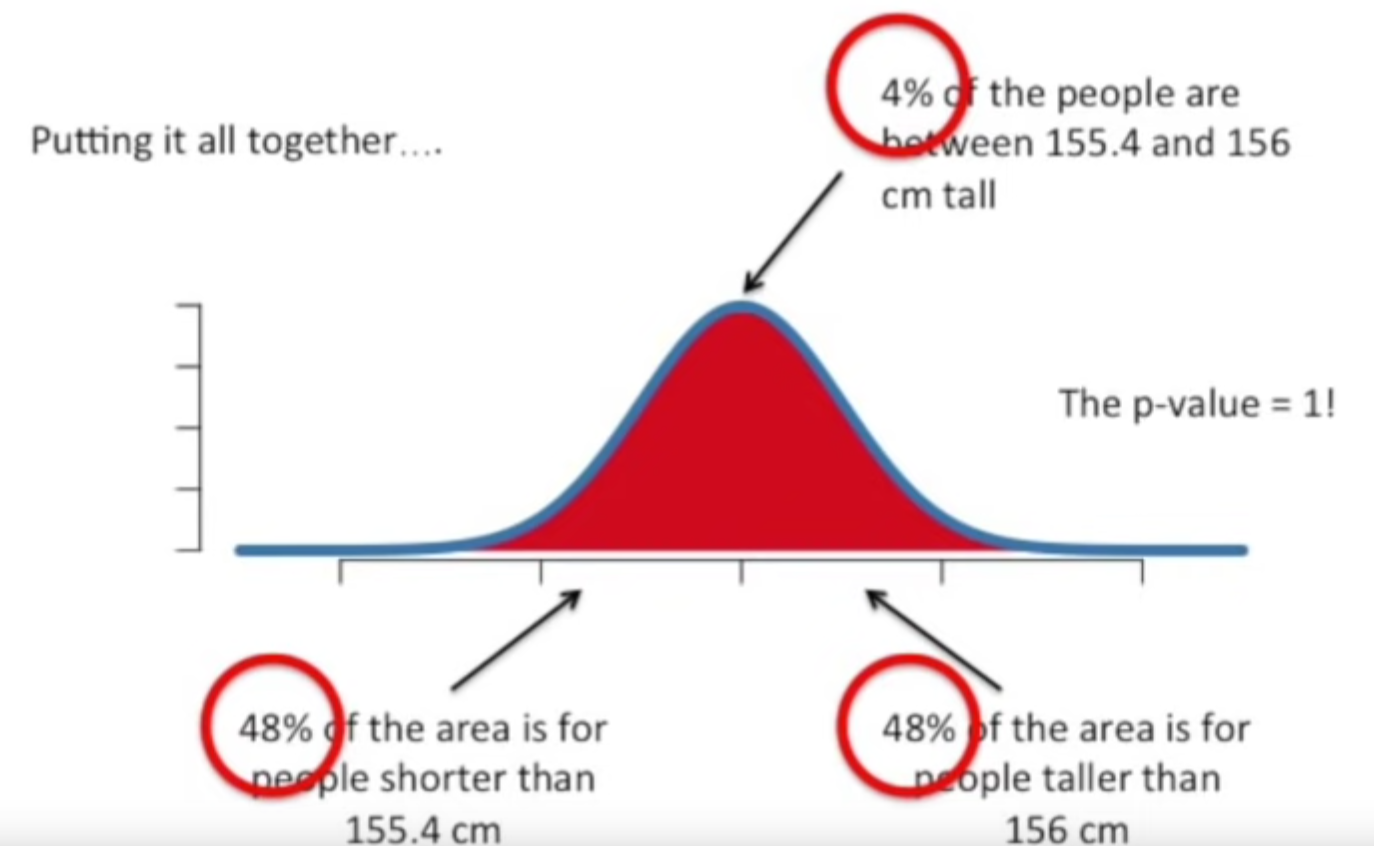 4% of the people are
between 155.4 and 156
cm tall
Putting it all together....
The p-value = 1!
48% of the area is for
people shorter than
155.4 cm
48% of the area is for
people taller than
156 cm